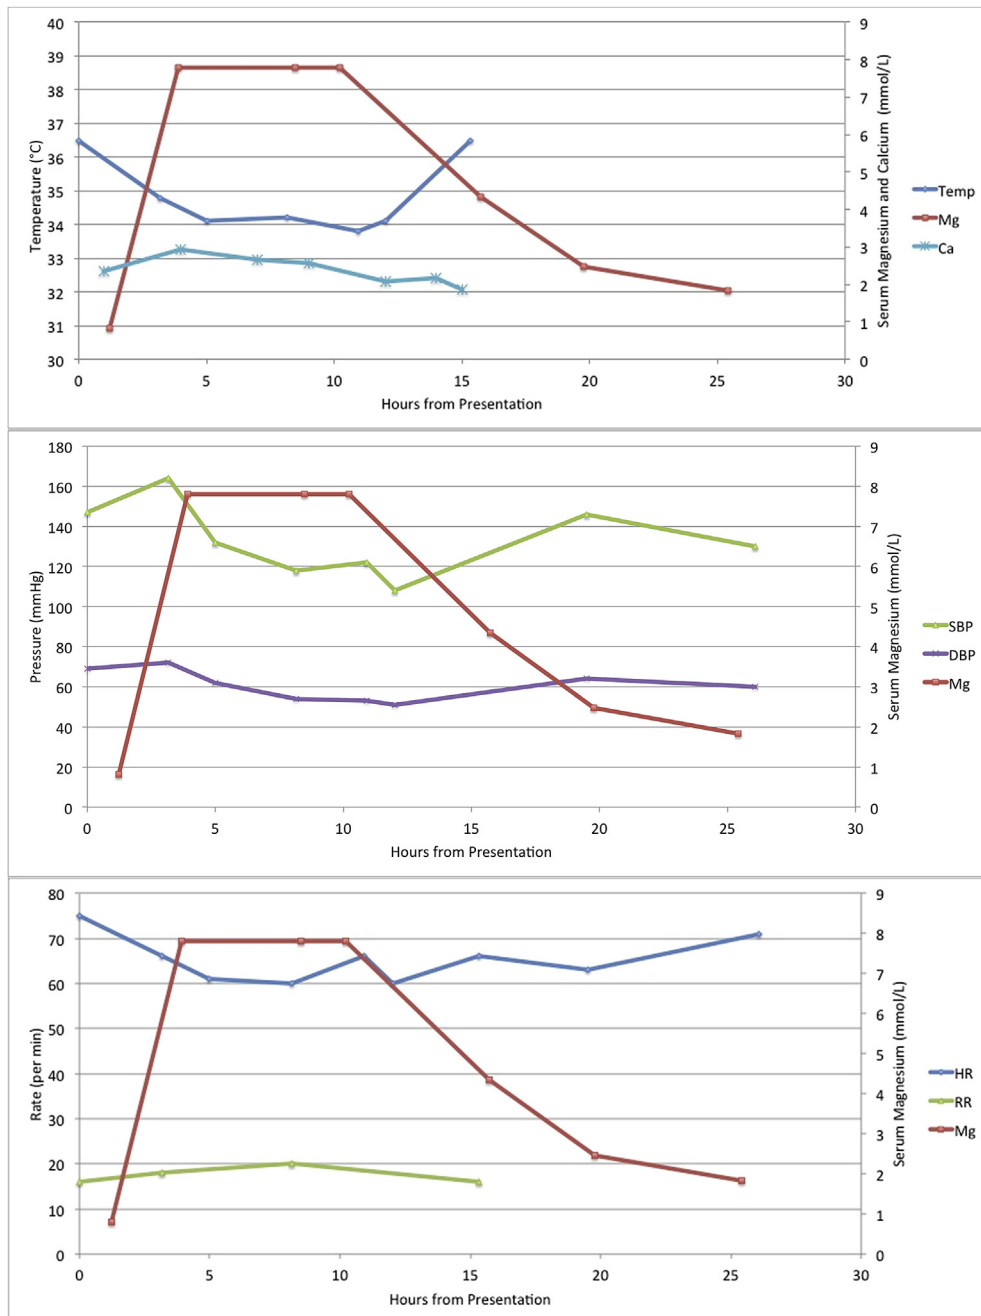 40
39
38
37
36
35
34
33
32
31
30
Temperature (°C)
9
8
7
6
5
4
3
2
1
0
Serum Magnesium and Calcium (mmol/L)
Temp
Mg
Ca
0 5 10 15 20 25 30
Hours from Presentation
180
160
140
120
100
80
60
40
20
0
Pressure (mmHg)
9
8
7
6
5
4
3
2
1
0
Serum Magnesium (mmol/L)
SBP
DBP
Mg
0 5 10 15 20 25 30
Hours from Presentation
80
70
60
50
40
30
20
10
0
Rate (per min)
9
8
7
6
5
4
3
2
1
0
Serum Magnesium (mmol/L)
HR
RR
Mg
0 5 10 15 20 25 30
Hours from Presentation